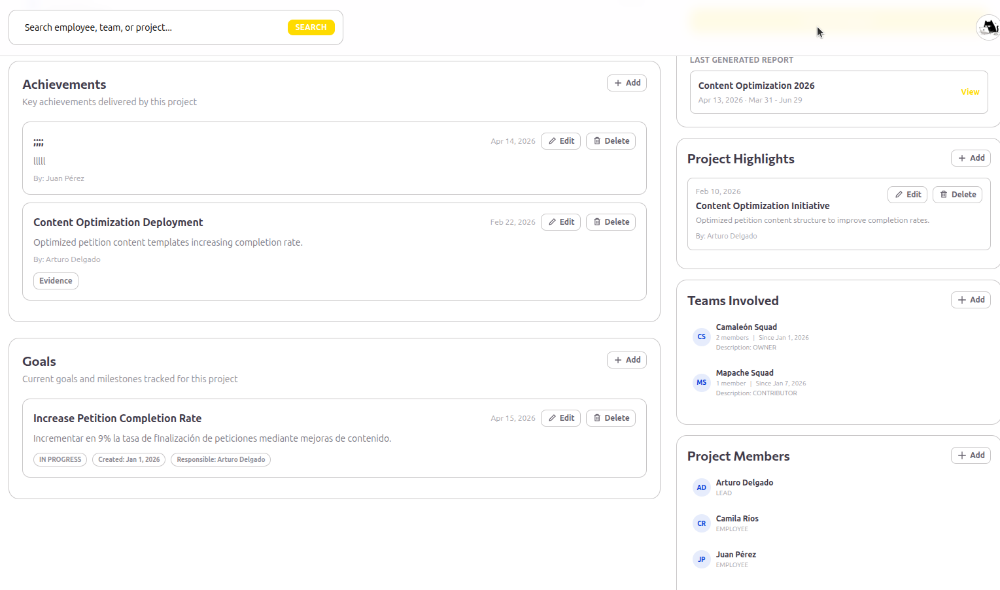 Search employee, team, or project...
SEARCH
Achievements
+ Add
Key achievements delivered by this project
;;;;
Apr 14, 2026
Edit
Delete
lllll
By: Juan Pérez
Content Optimization Deployment
Feb 22, 2026
Edit
Delete
Optimized petition content templates increasing completion rate.
By: Arturo Delgado
Evidence
Goals
+ Add
Current goals and milestones tracked for this project
Increase Petition Completion Rate
Apr 15, 2026
Edit
Delete
Incrementar en 9% la tasa de finalización de peticiones mediante mejoras de contenido.
IN PROGRESS
Created: Jan 1, 2026
Responsible: Arturo Delgado
LAST GENERATED REPORT
Content Optimization 2026
Apr 13, 2026 · Mar 31 - Jun 29
View
Project Highlights
+ Add
Feb 10, 2026
Edit
Delete
Content Optimization Initiative
Optimized petition content structure to improve completion rates.
By: Arturo Delgado
Teams Involved
+ Add
CS
Camaleón Squad
2 members | Since Jan 1, 2026
Description: OWNER
MS
Mapache Squad
1 member | Since Jan 7, 2026
Description: CONTRIBUTOR
Project Members
+ Add
AD
Arturo Delgado
LEAD
CR
Camila Ríos
EMPLOYEE
JP
Juan Pérez
EMPLOYEE